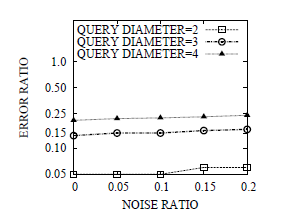 QUERY DIAMETER=2
QUERY DIAMETER=3
QUERY DIAMETER=4
ERROR RATIO
1.0
0.50
0.25
0.15
0.10
0.05
0 0.05 0.1 0.15 0.2
NOISE RATIO